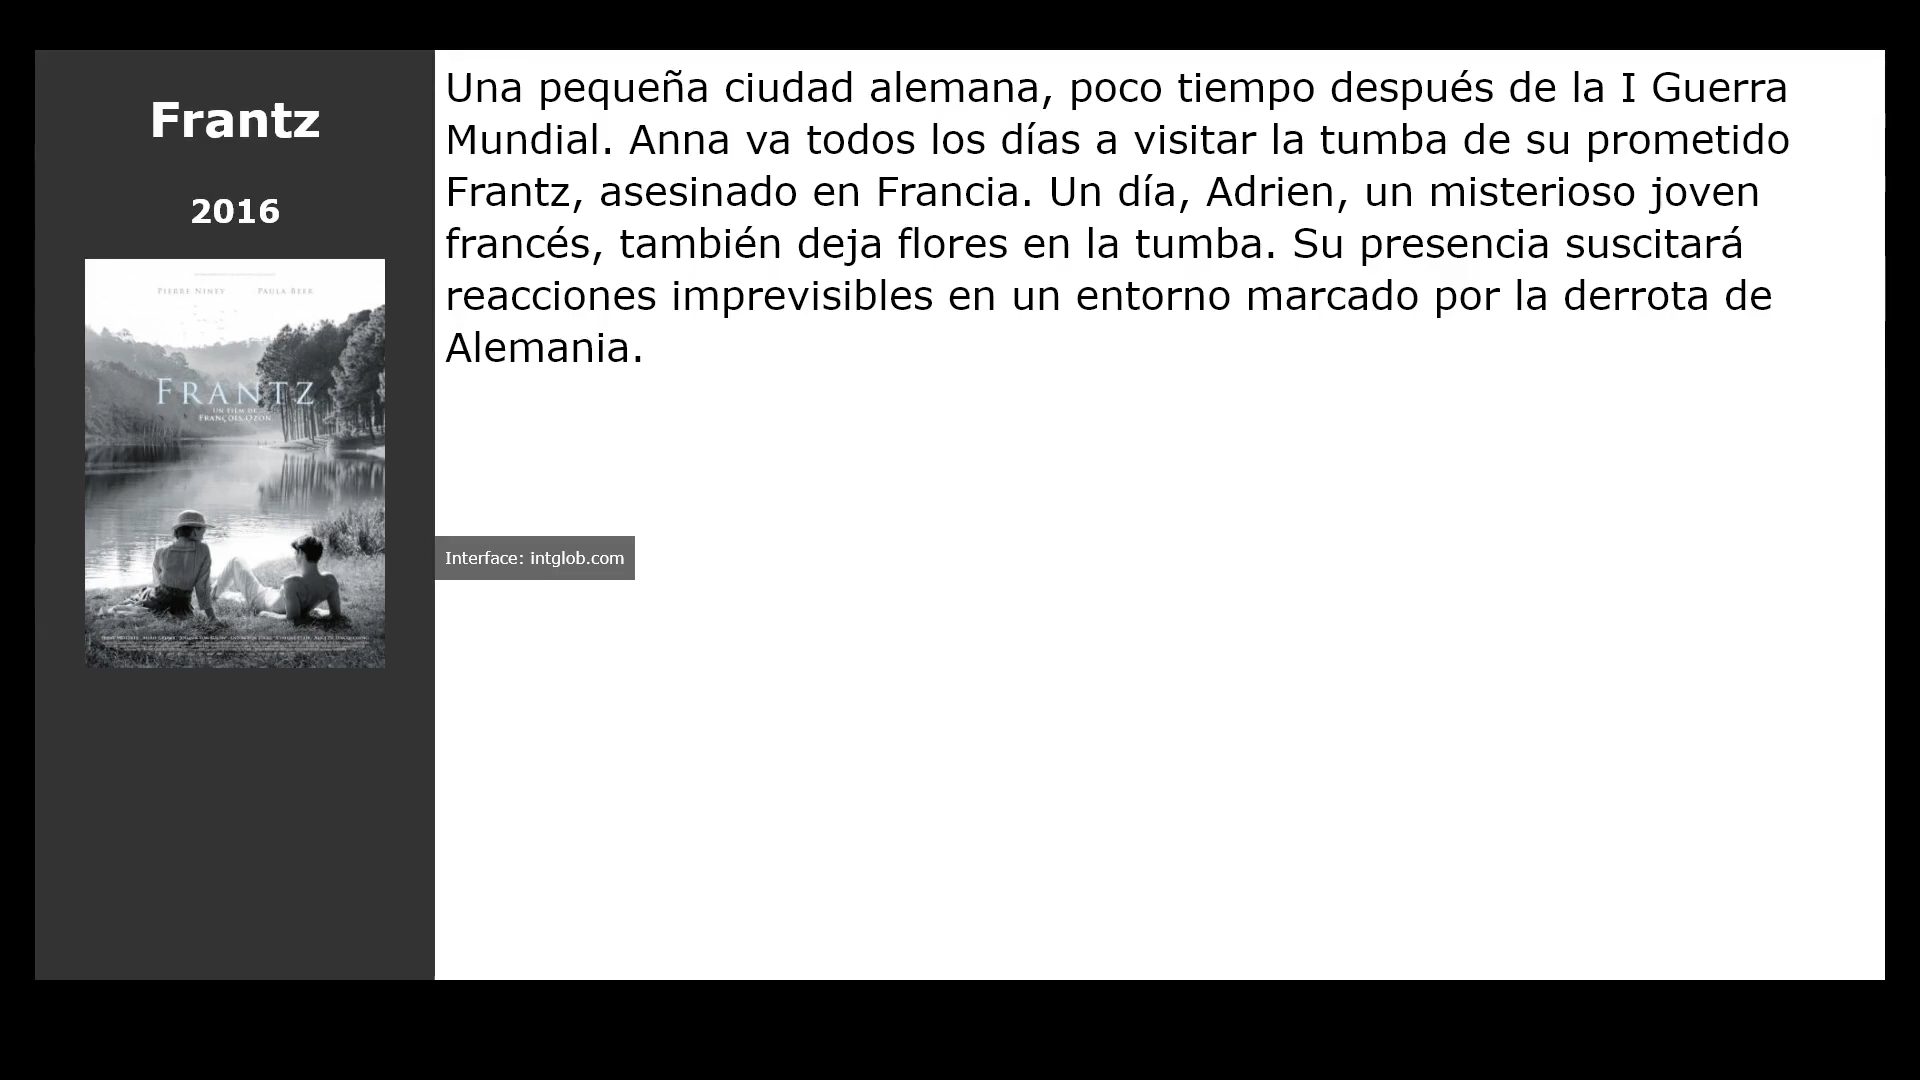 Frantz
2016
PIERRE NINEY PAULA BEER
FRANTZ
UN FILM DE
FRANÇOIS OZON
Una pequeña ciudad alemana, poco tiempo después de la I Guerra
Mundial. Anna va todos los días a visitar la tumba de su prometido
Frantz, asesinado en Francia. Un día, Adrien, un misterioso joven
francés, también deja flores en la tumba. Su presencia suscitará
reacciones imprevisibles en un entorno marcado por la derrota de
Alemania.
Interface: intglob.com